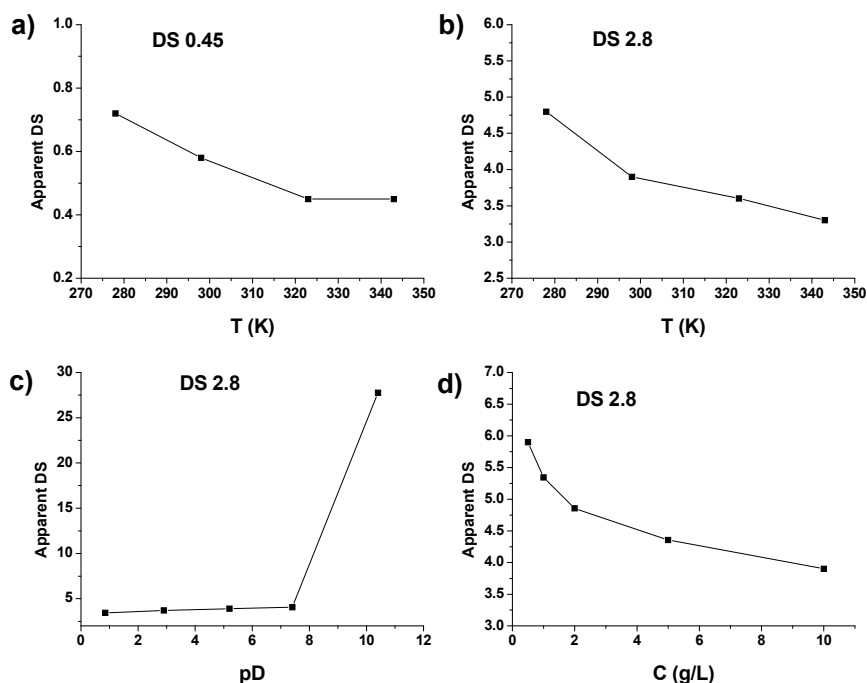 a)
DS 0.45
Apparent DS
1.0
0.8
0.6
0.4
0.2
270 280 290 300 310 320 330 340 350
T (K)
b)
DS 2.8
Apparent DS
6.0
5.5
5.0
4.5
4.0
3.5
3.0
2.5
270 280 290 300 310 320 330 340 350
T (K)
c)
DS 2.8
Apparent DS
30
25
20
15
10
5
0 2 4 6 8 10 12
pD
d)
DS 2.8
Apparent DS
7.0
6.5
6.0
5.5
5.0
4.5
4.0
3.5
3.0
0 2 4 6 8 10
C (g/L)